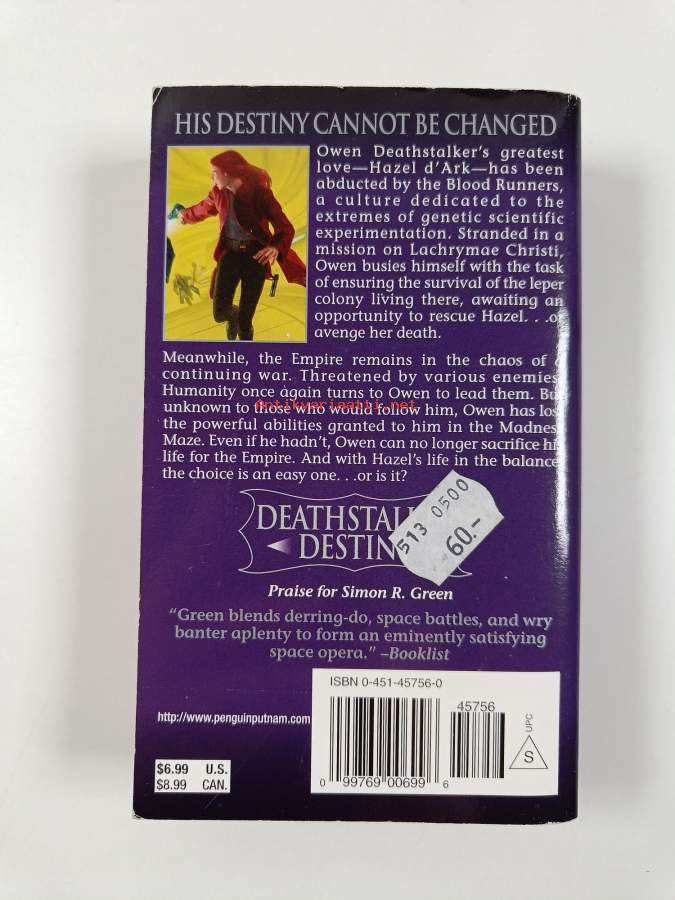 HIS DESTINY CANNOT BE CHANGED
Owen Deathstalker's greatest
love—Hazel d'Ark—has been
abducted by the Blood Runners,
a culture dedicated to the
extremes of genetic scientific
experimentation. Stranded in a
mission on Lachrymae Christi,
Owen busies himself with the task
of ensuring the survival of the leper
colony living there, awaiting an
opportunity to rescue Hazel. . .or
avenge her death.
Meanwhile, the Empire remains in the chaos of
continuing war. Threatened by various enemies
Humanity once again turns to Owen to lead them. Bu
unknown to those who would follow him, Owen has los
antikvariaatti.net
the powerful abilities granted to him in the Madnes
Maze. Even if he hadn't, Owen can no longer sacrifice hi
life for the Empire. And with Hazel's life in the balance
the choice is an easy one. . .or is it?
DEATHSTAL
DESTIN
513 0500
60.-
Praise for Simon R. Green
"Green blends derring-do, space battles, and wry
banter aplenty to form an eminently satisfying
space opera." –Booklist
ISBN 0-451-45756-0
45756
http://www.penguinputnam.com
UPC
S
$6.99 U.S.
$8.99 CAN.
0 99769 00699 6